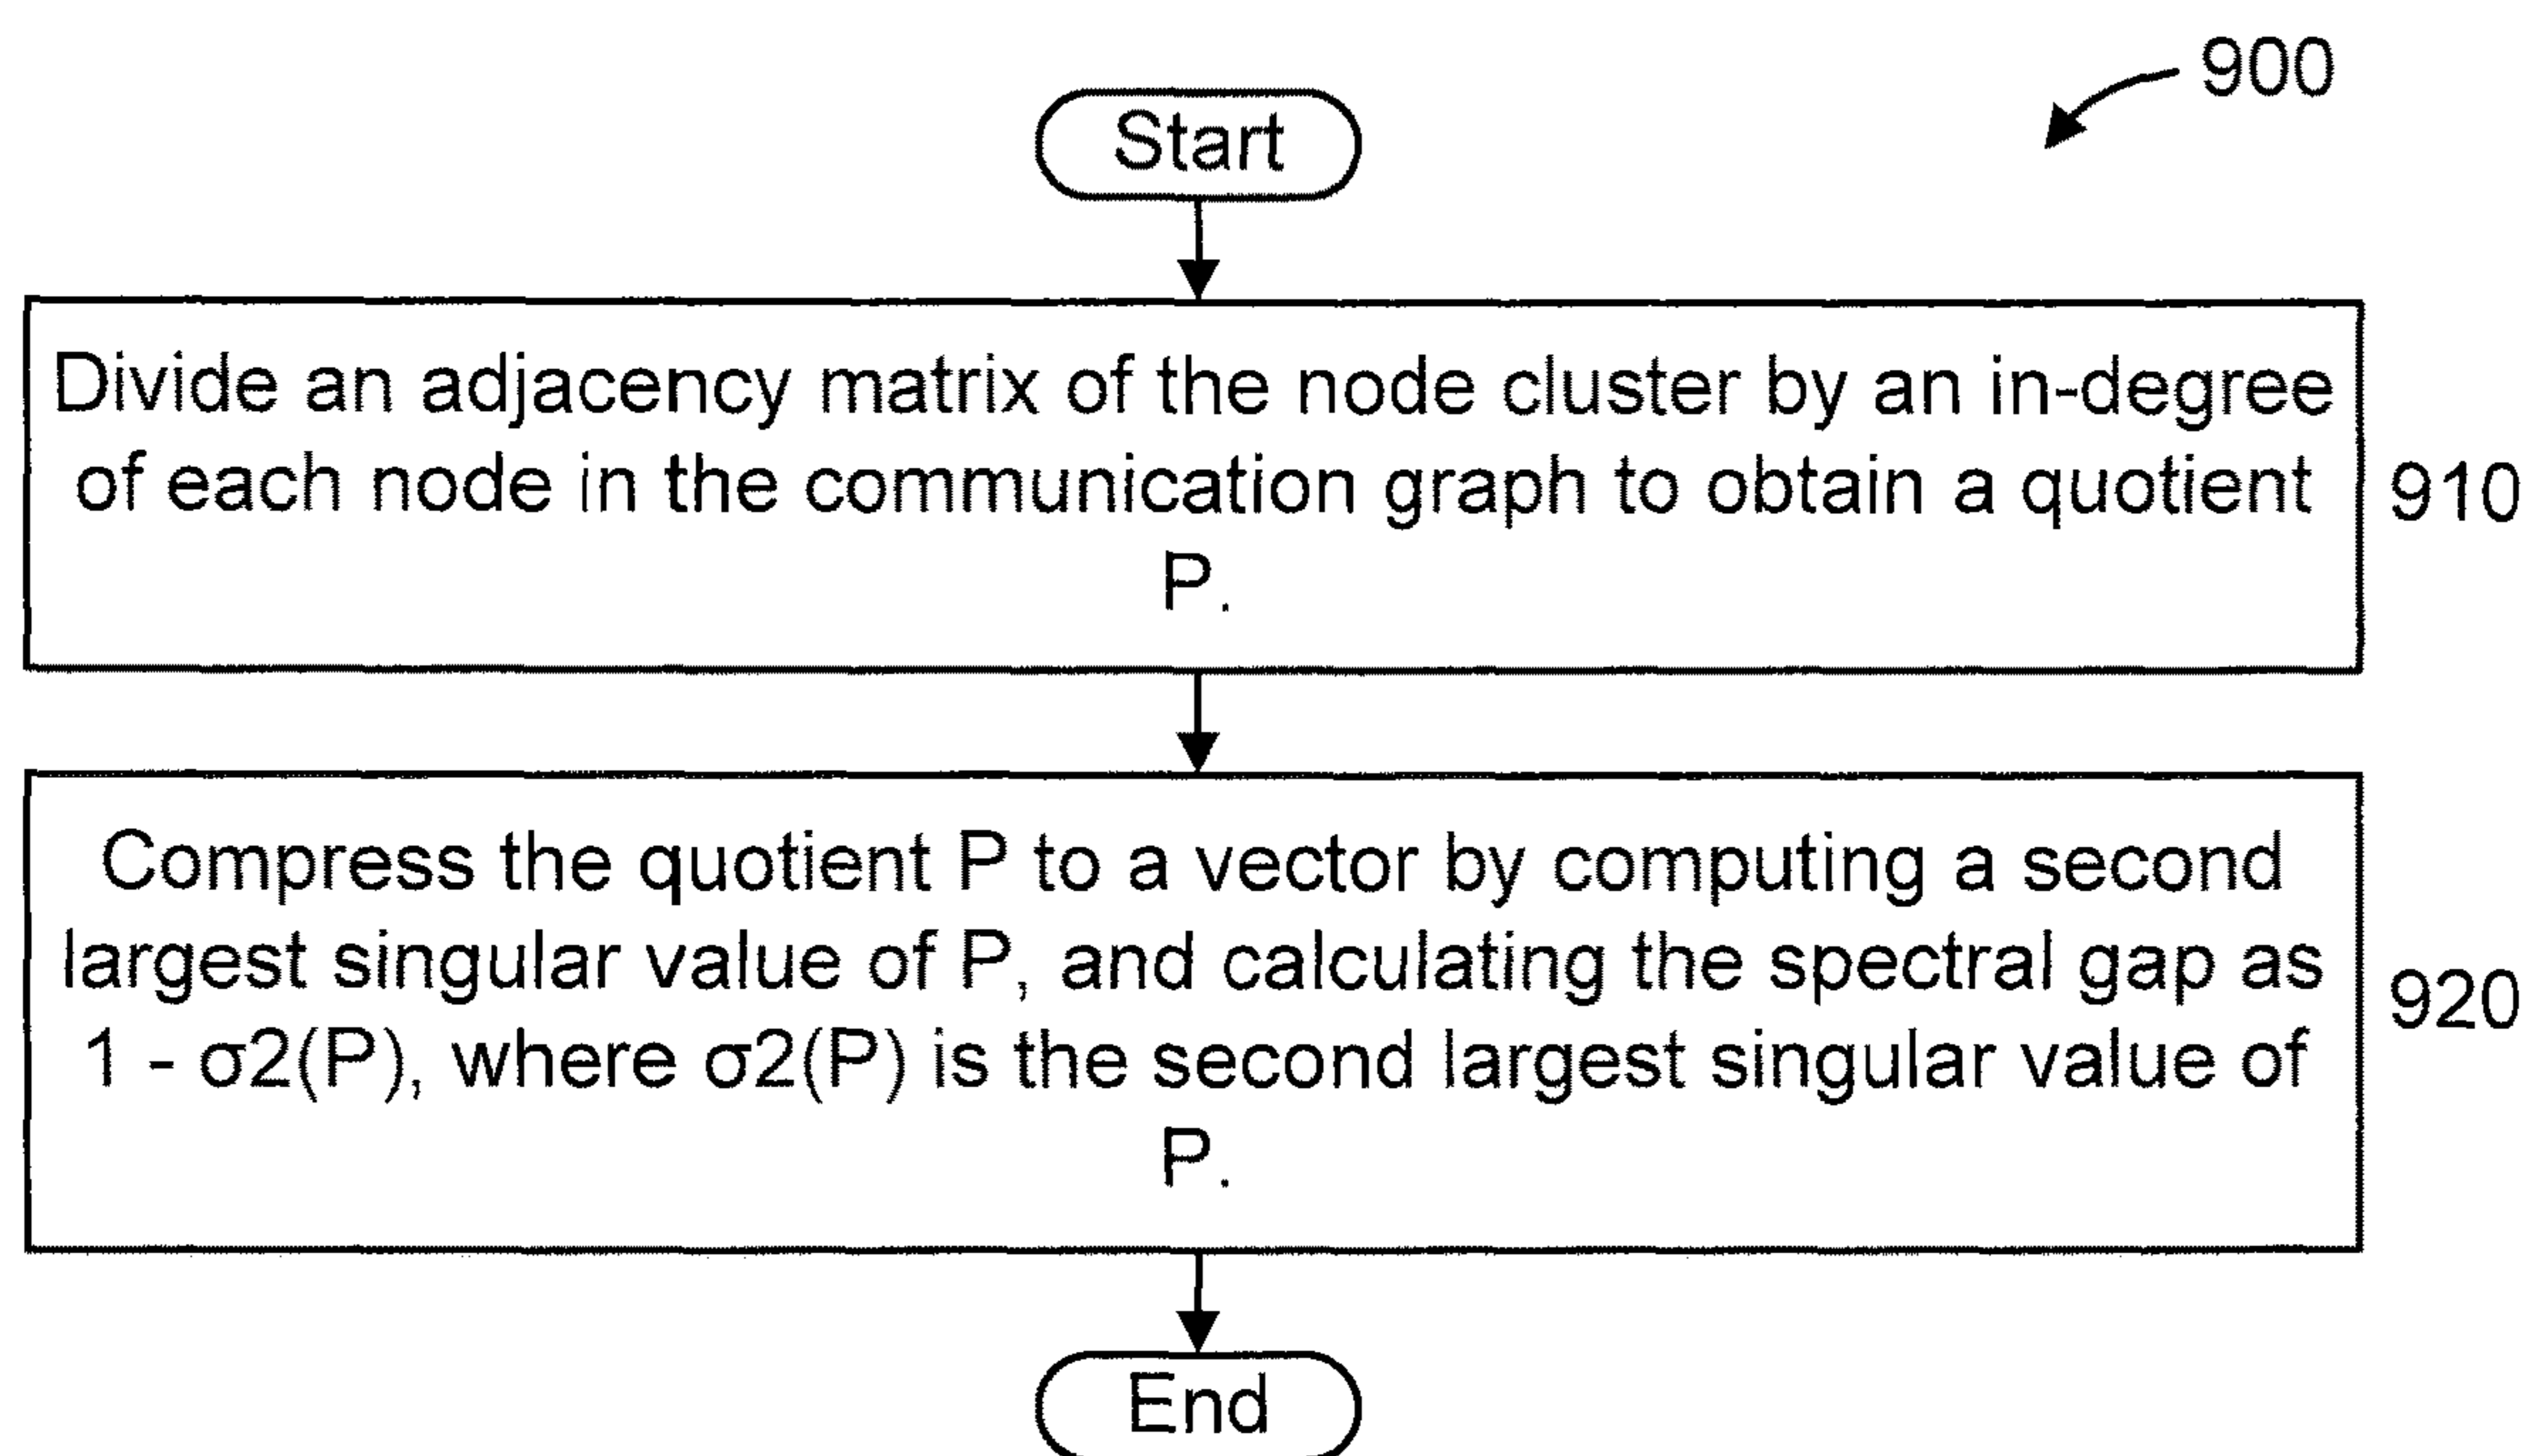 900
Start
Divide an adjacency matrix of the node cluster by an in-degree
of each node in the communication graph to obtain a quotient
P.
910
Compress the quotient P to a vector by computing a second
largest singular value of P, and calculating the spectral gap as
1 - σ2(P), where σ2(P) is the second largest singular value of
P.
920
End